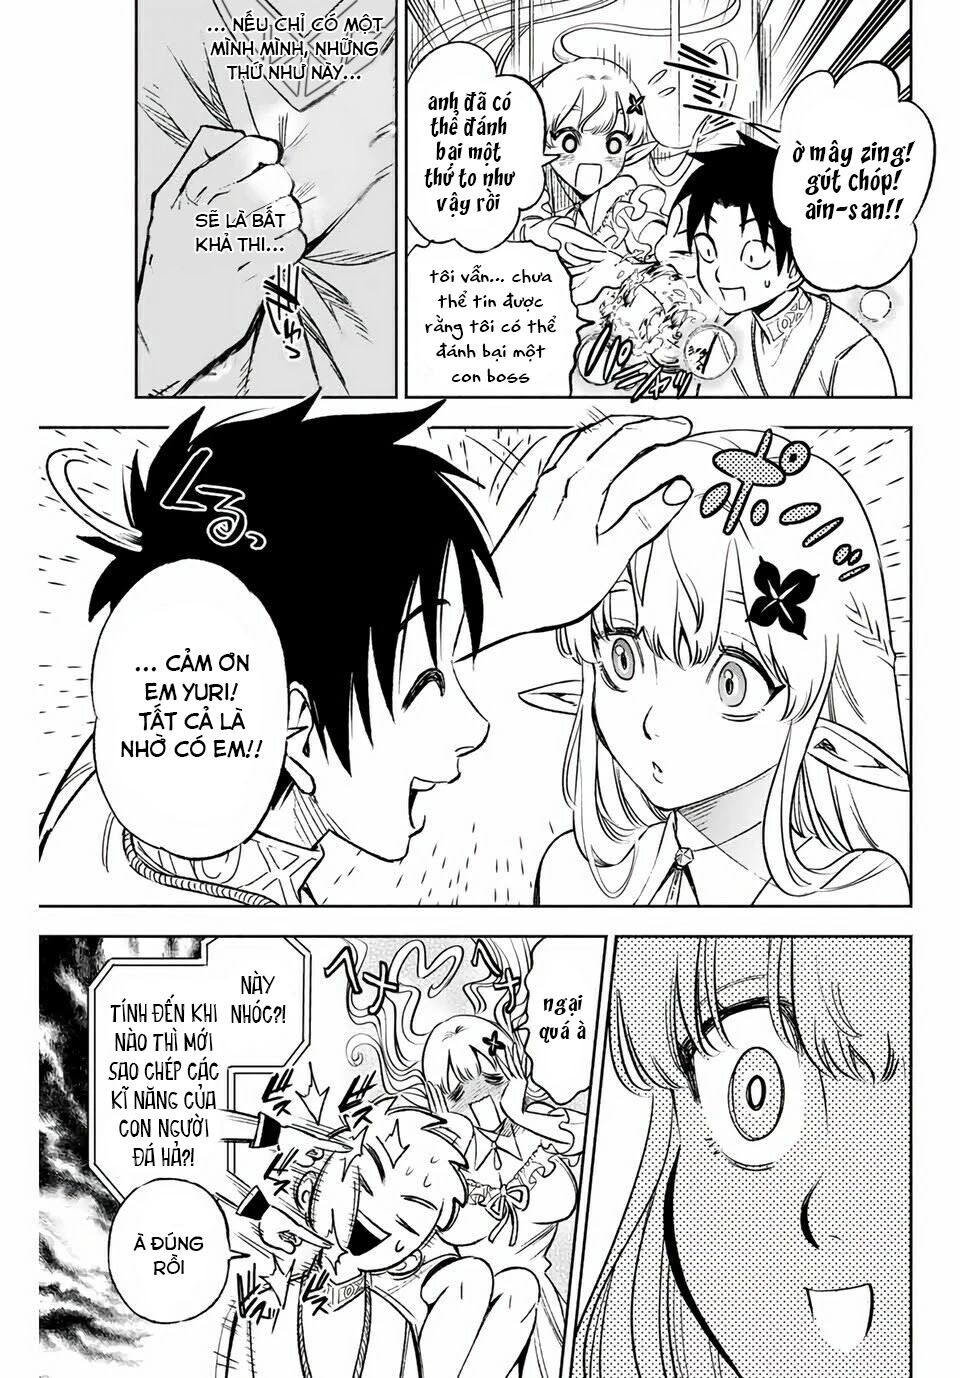 ở mây zing!
gút chóp!
ain-san!!
anh đã có
thể đánh
bại một
thứ to như
vậy rồi
tôi vẫn... chưa
thể tin được
rằng tôi có thể
đánh bại một
con boss
... NẾU CHỈ CÓ MỘT
MÌNH MÌNH, NHỮNG
THỨ NHƯ NÀY...
SẼ LÀ BẤT
KHẢ THI...
くるっ
... CẢM ƠN
EM YURI!
TẤT CẢ LÀ
NHỜ CÓ EM!!
ngại
quá à
NÀY
NHÓC?!
TÍNH ĐẾN KHI
NÀO THÌ MỚI
SAO CHÉP CÁC
KĨ NĂNG CỦA
CON NGƯỜI
ĐÁ HẢ?!
À ĐÚNG
RỒI